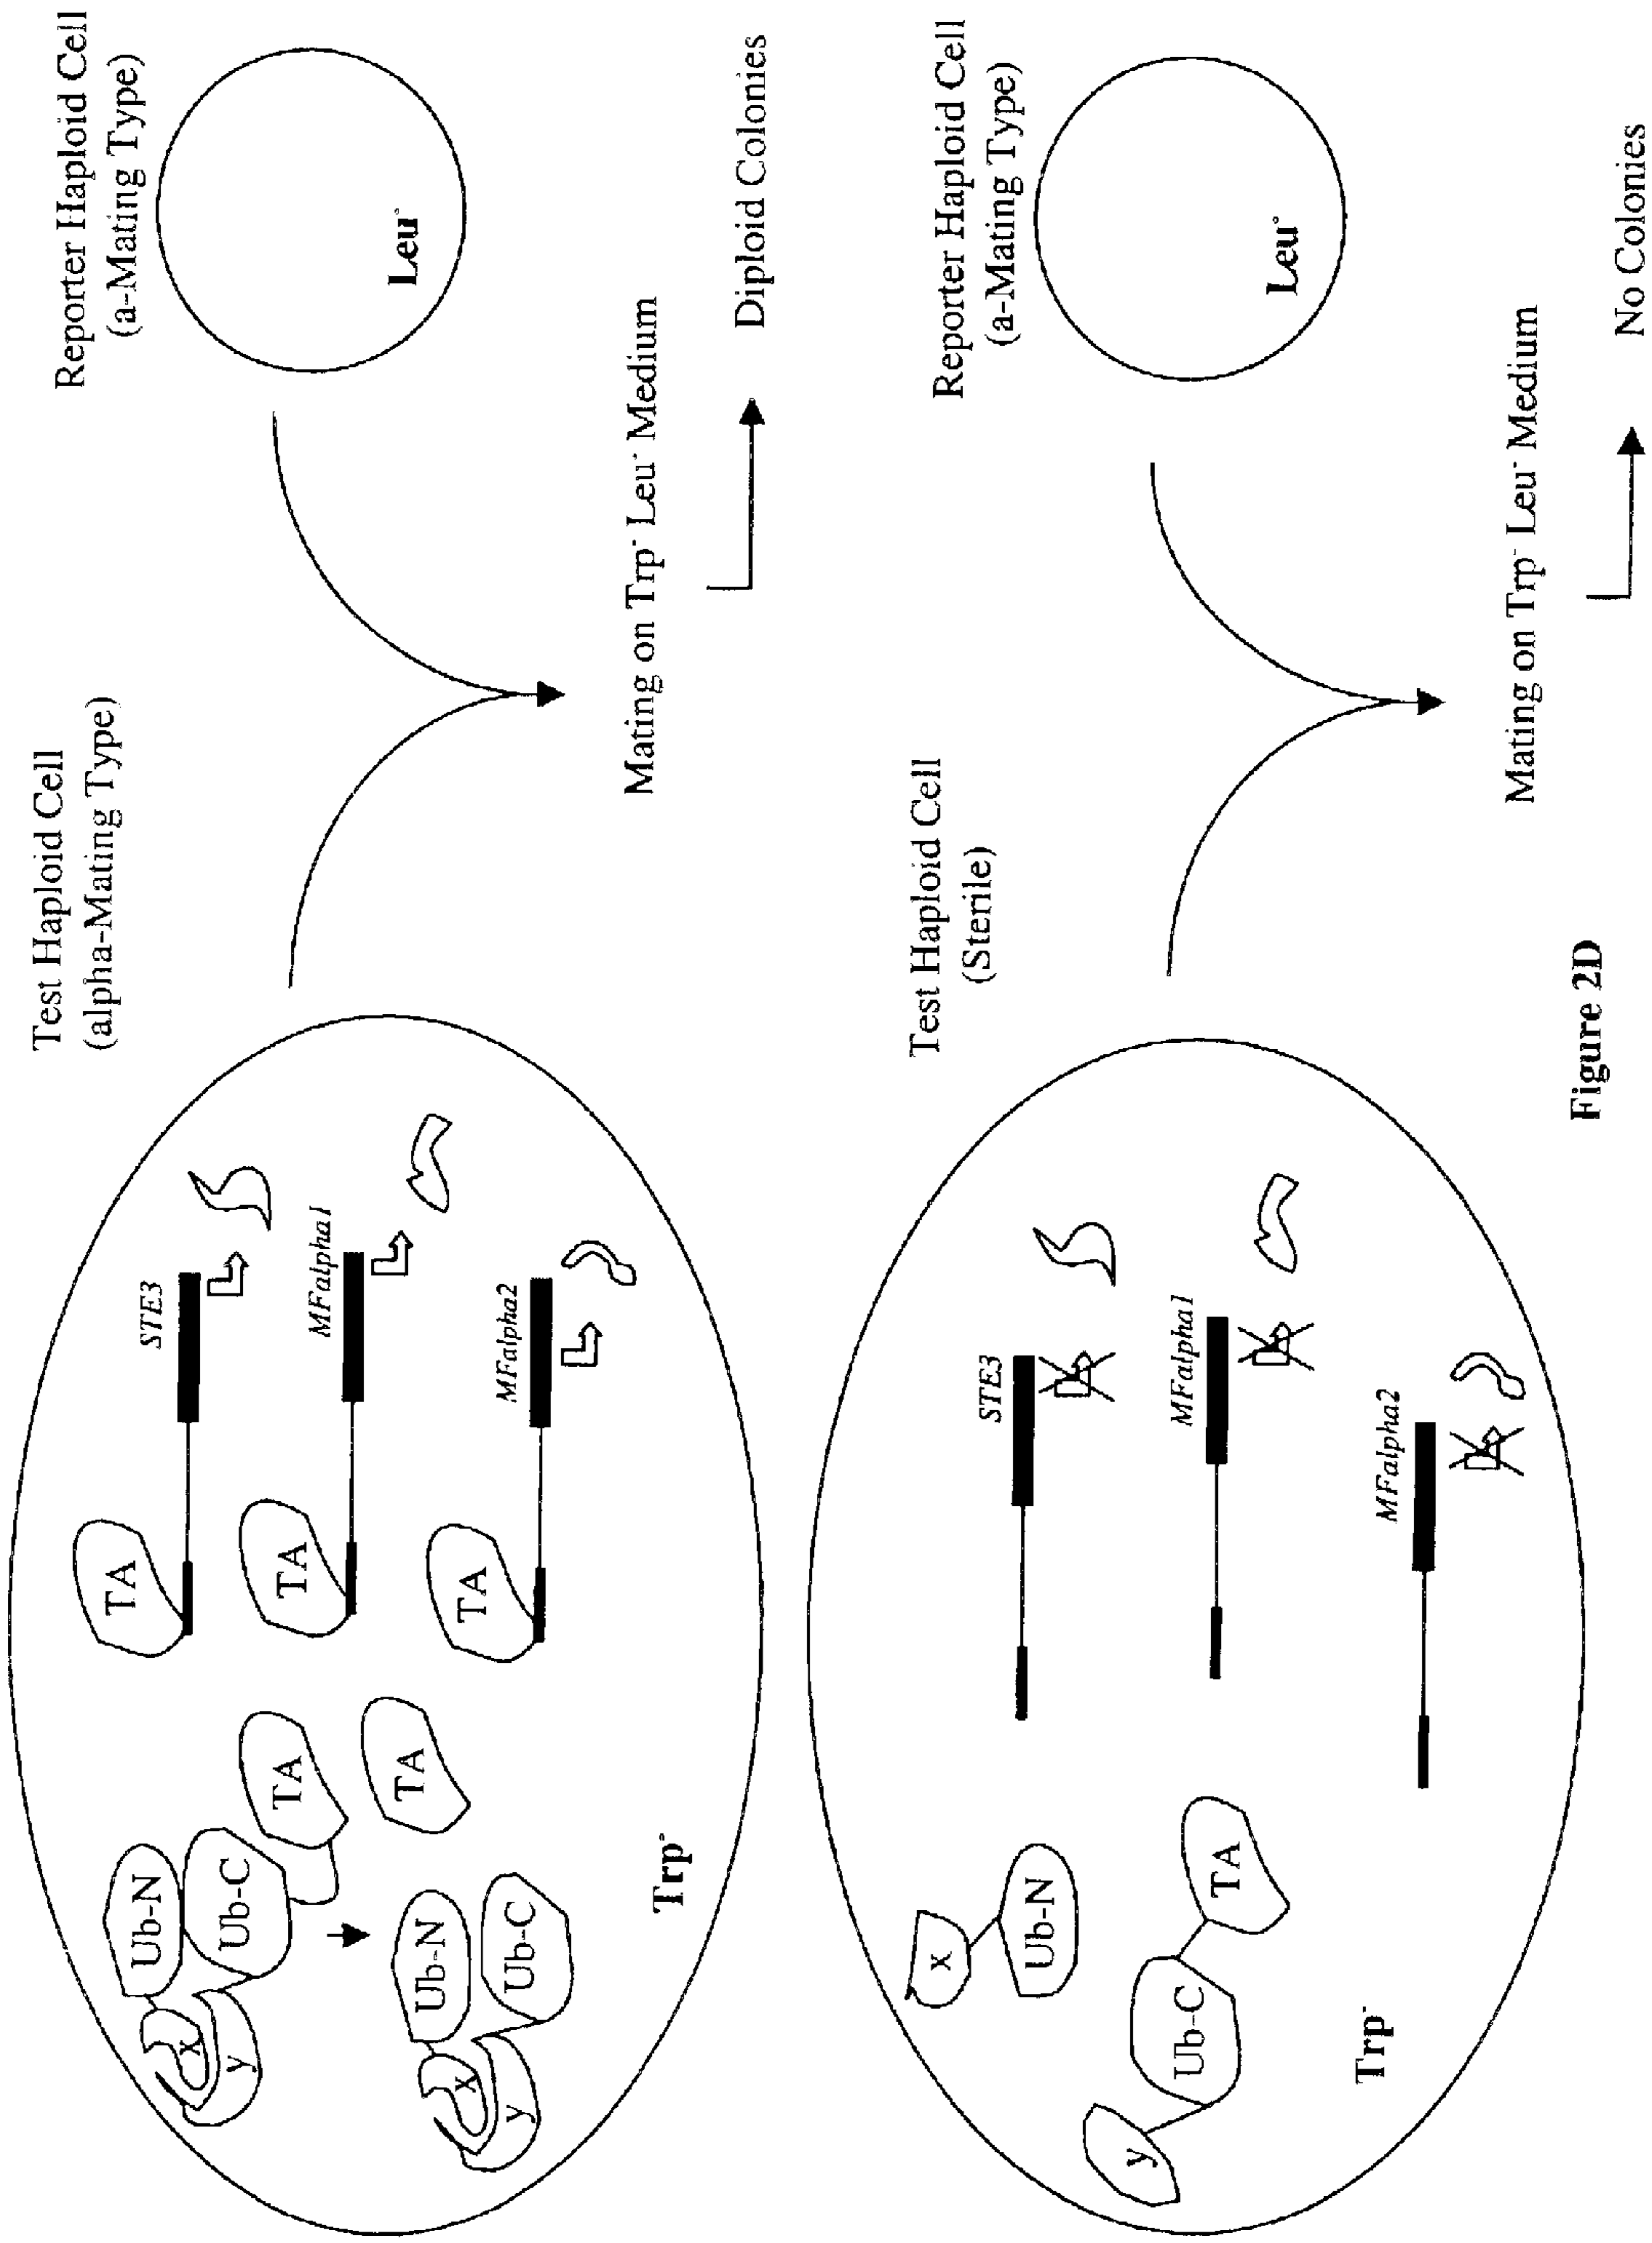 Test Haploid Cell
(alpha-Mating Type)
Reporter Haploid Cell
(a-Mating Type)
Ub-N
Ub-C
x
y
TA
TA
Ub-N
Ub-C
x
y
TA
STE3
TA
MFalpha1
TA
MFalpha2
Trp⁻
Leu⁻
Mating on Trp⁻ Leu⁻ Medium
Diploid Colonies
Test Haploid Cell
(Sterile)
Reporter Haploid Cell
(a-Mating Type)
x
Ub-N
y
Ub-C
TA
STE3
MFalpha1
MFalpha2
Trp⁻
Leu⁻
Mating on Trp⁻ Leu⁻ Medium
No Colonies
Figure 2D